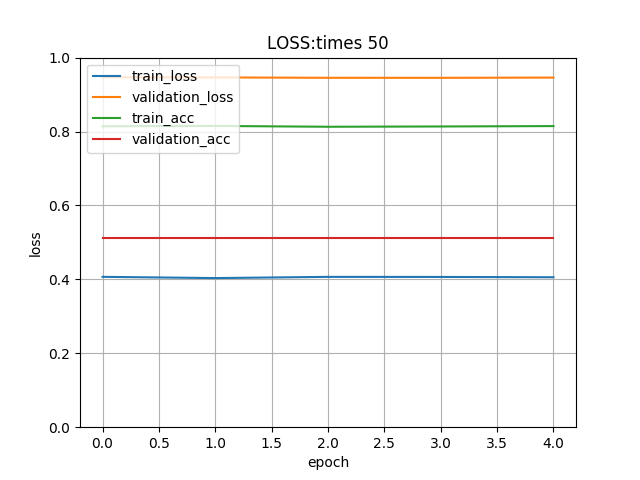 LOSS:times 50
1.0
0.8
0.6
0.4
0.2
0.0
loss
train_loss
validation_loss
train_acc
validation_acc
0.0 0.5 1.0 1.5 2.0 2.5 3.0 3.5 4.0
epoch